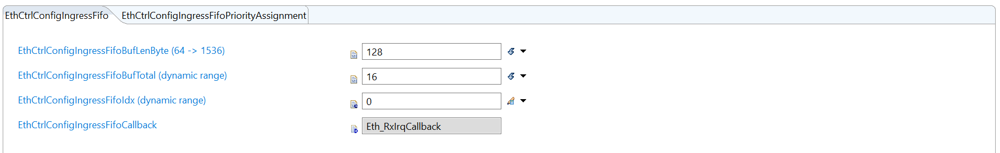 EthCtrlConfigIngressFifo EthCtrlConfigIngressFifoPriorityAssignment
EthCtrlConfigIngressFifoBufLenByte (64 -> 1536) 128
EthCtrlConfigIngressFifoBufTotal (dynamic range) 16
EthCtrlConfigIngressFifoIdx (dynamic range) 0
EthCtrlConfigIngressFifoCallback Eth_RxIrqCallback